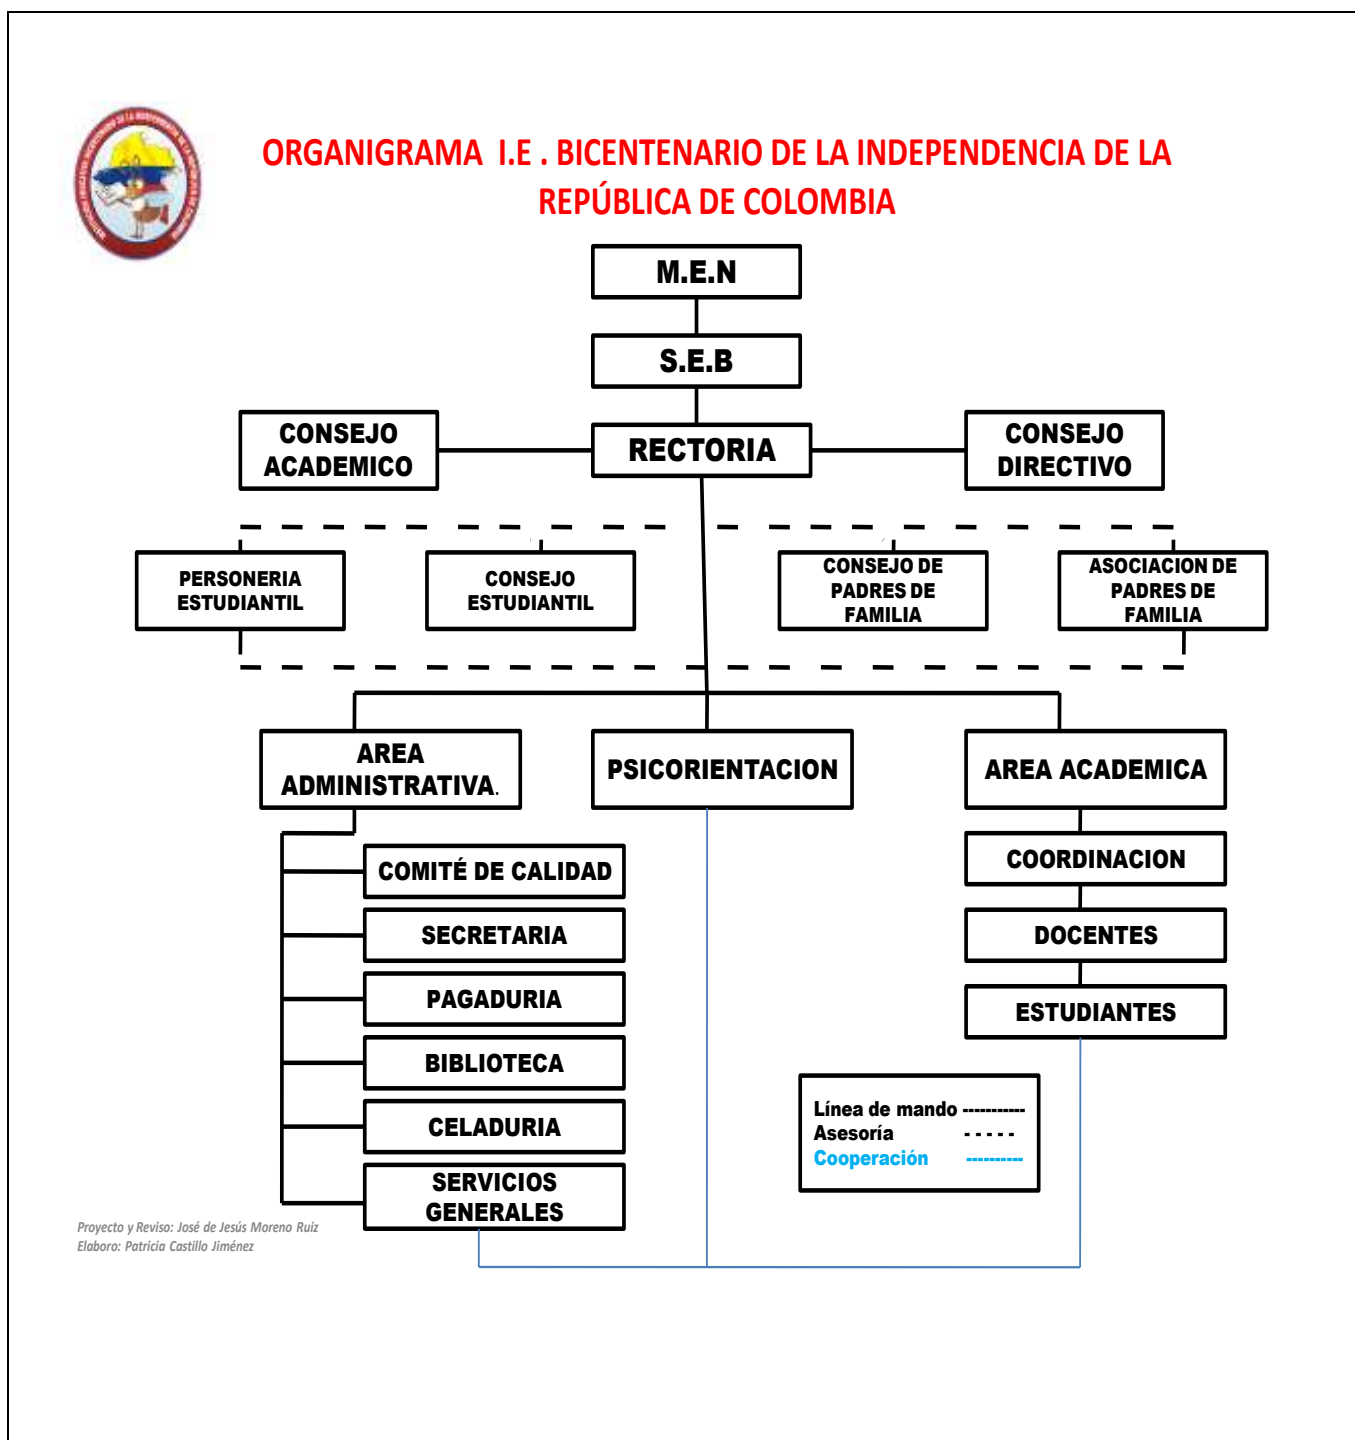 ORGANIGRAMA I.E . BICENTENARIO DE LA INDEPENDENCIA DE LA
REPÚBLICA DE COLOMBIA
M.E.N
S.E.B
CONSEJO
ACADEMICO
RECTORIA
CONSEJO
DIRECTIVO
PERSONERIA
ESTUDIANTIL
CONSEJO
ESTUDIANTIL
CONSEJO DE
PADRES DE
FAMILIA
ASOCIACION DE
PADRES DE
FAMILIA
AREA
ADMINISTRATIVA.
PSICORIENTACION
AREA ACADEMICA
COMITÉ DE CALIDAD
SECRETARIA
PAGADURIA
BIBLIOTECA
CELADURIA
SERVICIOS
GENERALES
COORDINACION
DOCENTES
ESTUDIANTES
Línea de mando -----------
Asesoría - - - - -
Cooperación ----------
Proyecto y Reviso: José de Jesús Moreno Ruiz
Elaboro: Patricia Castillo Jiménez